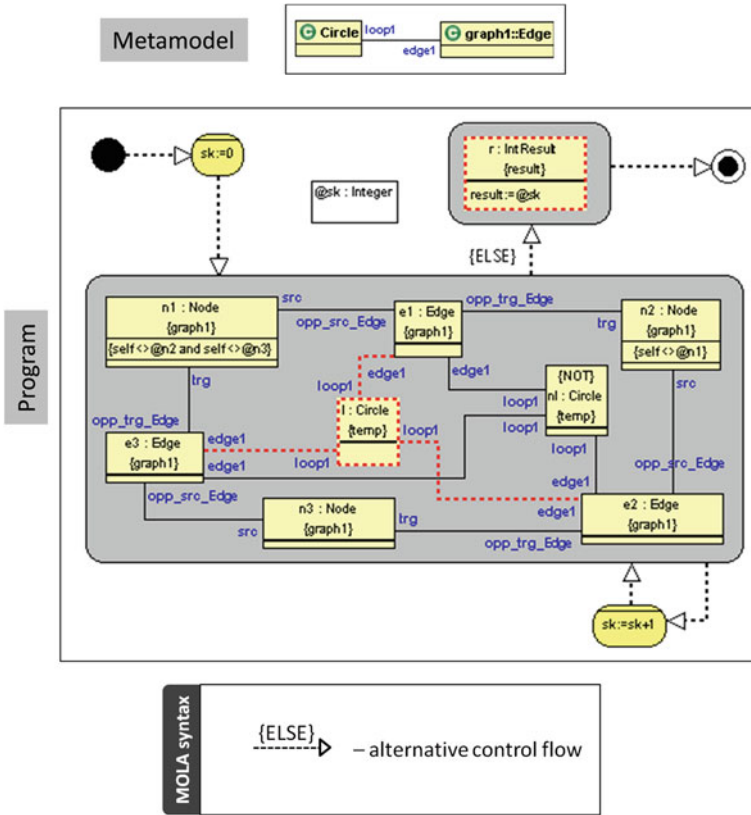 Metamodel
C Circle
loop1
edge1
C graph1::Edge
Program
sk:=0
@sk : Integer
r : IntResult
{result}
result:=@sk
{ELSE}
n1 : Node
{graph1}
{self<>@n2 and self<>@n3}
src
opp_src_Edge
e1 : Edge
{graph1}
opp_trg_Edge
trg
n2 : Node
{graph1}
{self<>@n1}
trg
opp_trg_Edge
edge1
loop1
edge1
loop1
{NOT}
nl : Circle
{temp}
src
l : Circle
{temp}
loop1
loop1
loop1
e3 : Edge
{graph1}
edge1
edge1
loop1
edge1
opp_src_Edge
opp_src_Edge
n3 : Node
{graph1}
src
trg
edge1
e2 : Edge
{graph1}
opp_trg_Edge
sk:=sk+1
MOLA syntax
{ELSE}
– alternative control flow